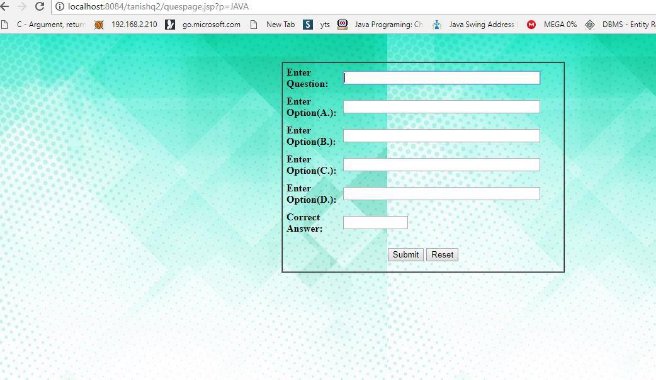 localhost:8084/tanishq2/quespage.jsp?p=JAVA
C - Argument, return 192.168.2.210 go.microsoft.com New Tab yts Java Programing: Ch Java Swing Address MEGA 0% DBMS - Entity R
Enter
Question:
Enter
Option(A.):
Enter
Option(B.):
Enter
Option(C.):
Enter
Option(D.):
Correct
Answer:
Submit Reset